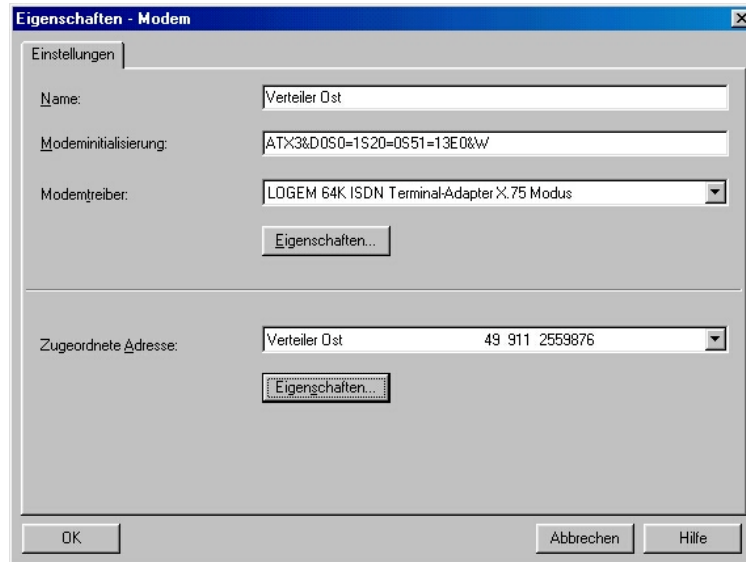 Eigenschaften - Modem
Einstellungen
Name: Verteiler Ost
Modeminitialisierung: ATX3&D0S0=1S20=0S51=13E0&W
Modemtreiber: LOGEM 64K ISDN Terminal-Adapter X.75 Modus
Eigenschaften...
Zugeordnete Adresse: Verteiler Ost 49 911 2559876
Eigenschaften...
OK Abbrechen Hilfe